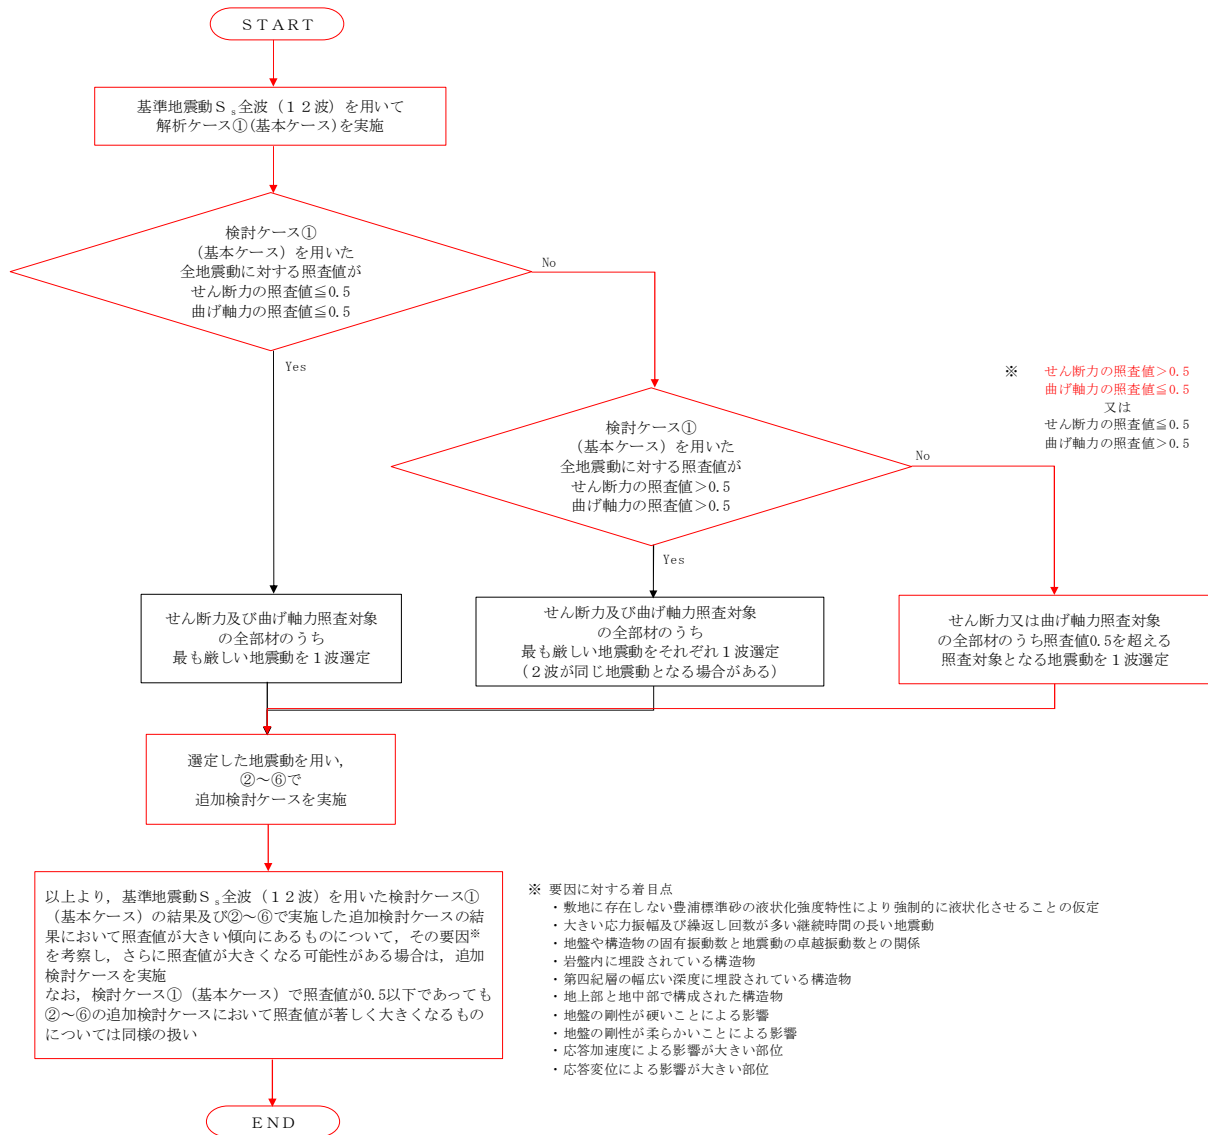 ＳＴＡＲＴ
基準地震動Ｓｓ全波（１２波）を用いて
解析ケース①(基本ケース)を実施
検討ケース①
（基本ケース）を用いた
全地震動に対する照査値が
せん断力の照査値≦0.5
曲げ軸力の照査値≦0.5
No
Yes
※
せん断力の照査値＞0.5
曲げ軸力の照査値≦0.5
又は
せん断力の照査値≦0.5
曲げ軸力の照査値＞0.5
検討ケース①
（基本ケース）を用いた
全地震動に対する照査値が
せん断力の照査値＞0.5
曲げ軸力の照査値＞0.5
No
Yes
せん断力及び曲げ軸力照査対象
の全部材のうち
最も厳しい地震動を１波選定
せん断力及び曲げ軸力照査対象
の全部材のうち
最も厳しい地震動をそれぞれ１波選定
（２波が同じ地震動となる場合がある）
せん断力又は曲げ軸力照査対象
の全部材のうち照査値0.5を超える
照査対象となる地震動を１波選定
選定した地震動を用い，
②～⑥で
追加検討ケースを実施
以上より，基準地震動Ｓｓ全波（１２波）を用いた検討ケース①
（基本ケース）の結果及び②～⑥で実施した追加検討ケースの結
果において照査値が大きい傾向にあるものについて，その要因※
を考察し，さらに照査値が大きくなる可能性がある場合は，追加
検討ケースを実施
なお，検討ケース①（基本ケース）で照査値が0.5以下であっても
②～⑥の追加検討ケースにおいて照査値が著しく大きくなるもの
については同様の扱い
※ 要因に対する着目点
・敷地に存在しない豊浦標準砂の液状化強度特性により強制的に液状化させることの仮定
・大きい応力振幅及び繰返し回数が多い継続時間の長い地震動
・地盤や構造物の固有振動数と地震動の卓越振動数との関係
・岩盤内に埋設されている構造物
・第四紀層の幅広い深度に埋設されている構造物
・地上部と地中部で構成された構造物
・地盤の剛性が硬いことによる影響
・地盤の剛性が柔らかいことによる影響
・応答加速度による影響が大きい部位
・応答変位による影響が大きい部位
ＥＮＤ